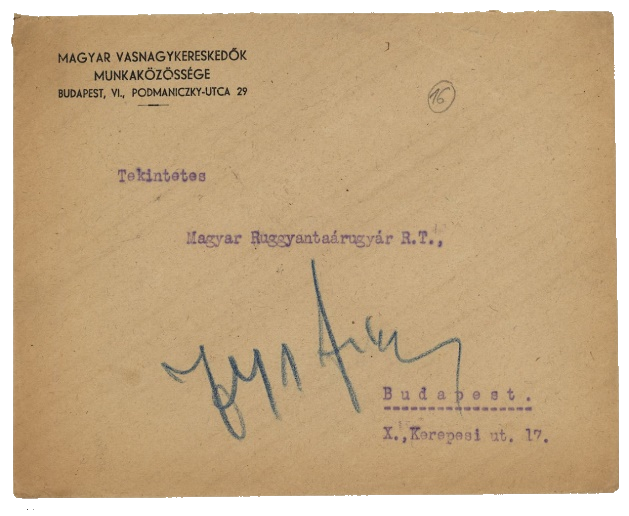 MAGYAR VASNAGYKERESKEDŐK
MUNKAKÖZÖSSÉGE
BUDAPEST, VI., PODMANICZKY-UTCA 29
16
Tekintetes
Magyar Ruggyantaárugyár R.T.,
Budapest.
X.,Kerepesi ut. 17.